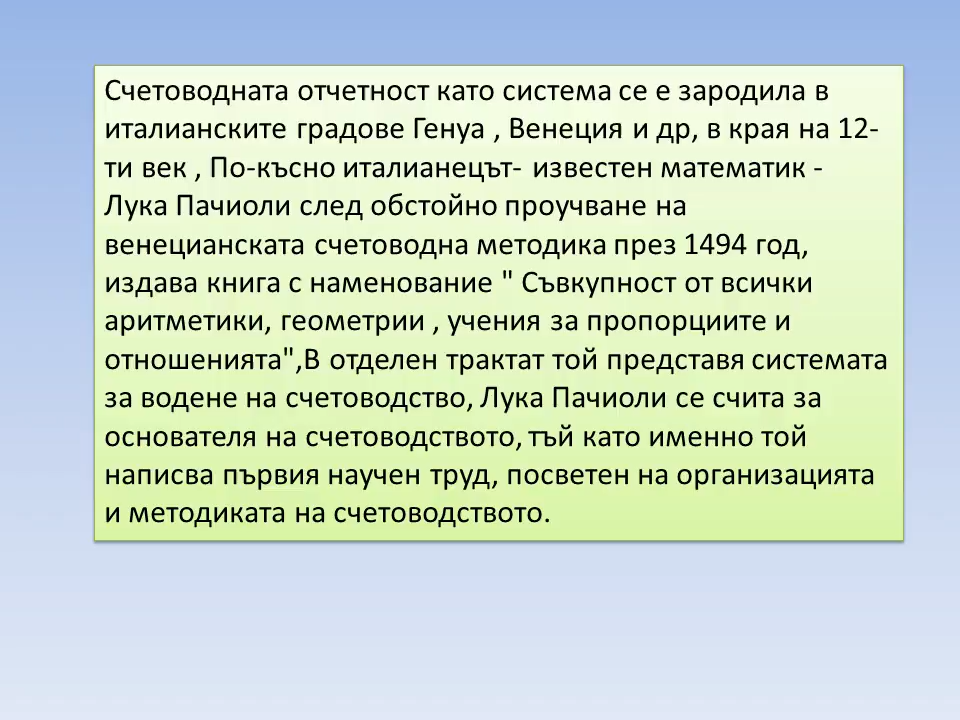 Счетоводната отчетност като система се е зародила в
италианските градове Генуа , Венеция и др, в края на 12-
ти век , По-късно италианецът- известен математик -
Лука Пачиоли след обстойно проучване на
венецианската счетоводна методика през 1494 год,
издава книга с наменование " Съвкупност от всички
аритметики, геометрии , учения за пропорциите и
отношенията",В отделен трактат той представя системата
за водене на счетоводство, Лука Пачиоли се счита за
основателя на счетоводството, тъй като именно той
написва първия научен труд, посветен на организацията
и методиката на счетоводството.